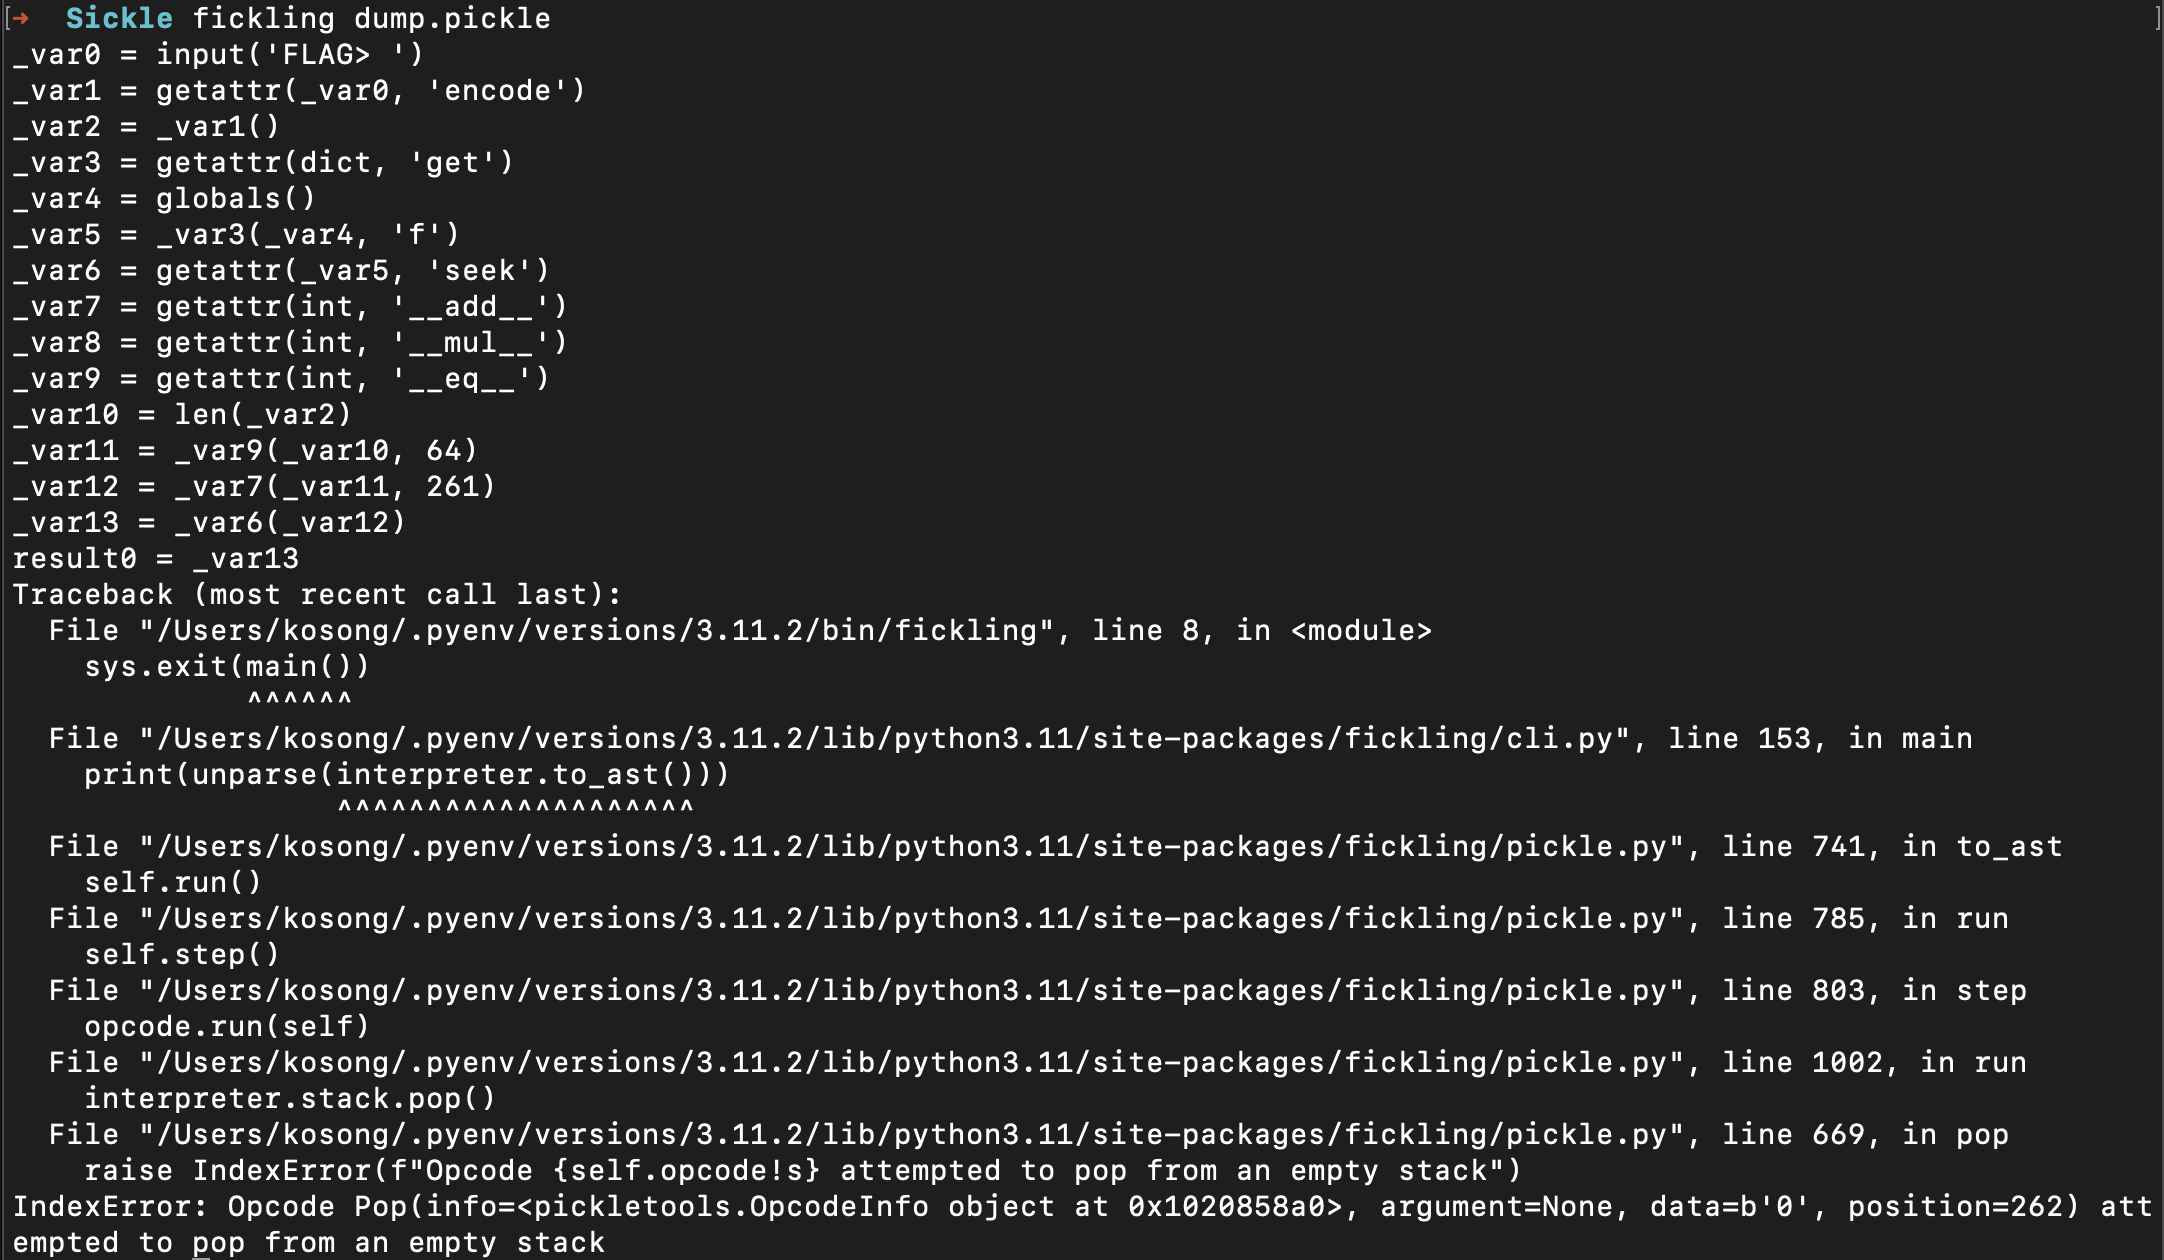 [➜  Sickle fickling dump.pickle ]
_var0 = input('FLAG> ')
_var1 = getattr(_var0, 'encode')
_var2 = _var1()
_var3 = getattr(dict, 'get')
_var4 = globals()
_var5 = _var3(_var4, 'f')
_var6 = getattr(_var5, 'seek')
_var7 = getattr(int, '__add__')
_var8 = getattr(int, '__mul__')
_var9 = getattr(int, '__eq__')
_var10 = len(_var2)
_var11 = _var9(_var10, 64)
_var12 = _var7(_var11, 261)
_var13 = _var6(_var12)
result0 = _var13
Traceback (most recent call last):
  File "/Users/kosong/.pyenv/versions/3.11.2/bin/fickling", line 8, in <module>
    sys.exit(main())
             ^^^^^^
  File "/Users/kosong/.pyenv/versions/3.11.2/lib/python3.11/site-packages/fickling/cli.py", line 153, in main
    print(unparse(interpreter.to_ast()))
                  ^^^^^^^^^^^^^^^^^^^^
  File "/Users/kosong/.pyenv/versions/3.11.2/lib/python3.11/site-packages/fickling/pickle.py", line 741, in to_ast
    self.run()
  File "/Users/kosong/.pyenv/versions/3.11.2/lib/python3.11/site-packages/fickling/pickle.py", line 785, in run
    self.step()
  File "/Users/kosong/.pyenv/versions/3.11.2/lib/python3.11/site-packages/fickling/pickle.py", line 803, in step
    opcode.run(self)
  File "/Users/kosong/.pyenv/versions/3.11.2/lib/python3.11/site-packages/fickling/pickle.py", line 1002, in run
    interpreter.stack.pop()
  File "/Users/kosong/.pyenv/versions/3.11.2/lib/python3.11/site-packages/fickling/pickle.py", line 669, in pop
    raise IndexError(f"Opcode {self.opcode!s} attempted to pop from an empty stack")
IndexError: Opcode Pop(info=<pickletools.OpcodeInfo object at 0x1020858a0>, argument=None, data=b'0', position=262) att
empted to pop from an empty stack